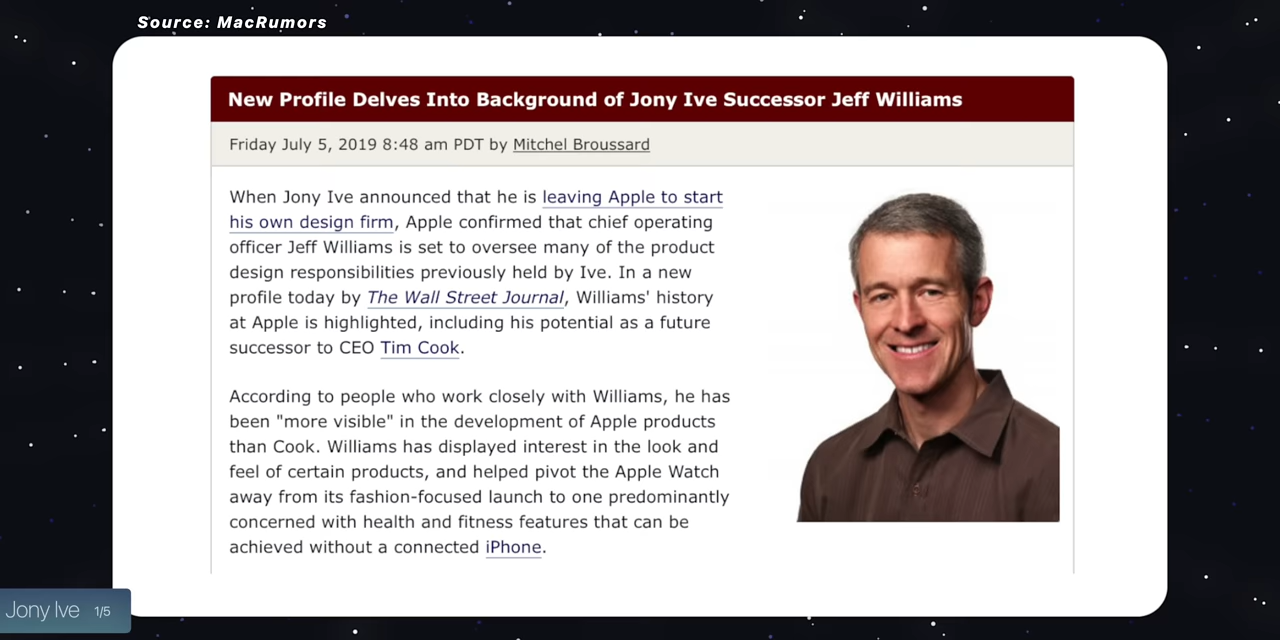 Source: MacRumors
New Profile Delves Into Background of Jony Ive Successor Jeff Williams
Friday July 5, 2019 8:48 am PDT by Mitchel Broussard
When Jony Ive announced that he is leaving Apple to start
his own design firm, Apple confirmed that chief operating
officer Jeff Williams is set to oversee many of the product
design responsibilities previously held by Ive. In a new
profile today by The Wall Street Journal, Williams' history
at Apple is highlighted, including his potential as a future
successor to CEO Tim Cook.
According to people who work closely with Williams, he has
been "more visible" in the development of Apple products
than Cook. Williams has displayed interest in the look and
feel of certain products, and helped pivot the Apple Watch
away from its fashion-focused launch to one predominantly
concerned with health and fitness features that can be
achieved without a connected iPhone.
Jony Ive 1/5